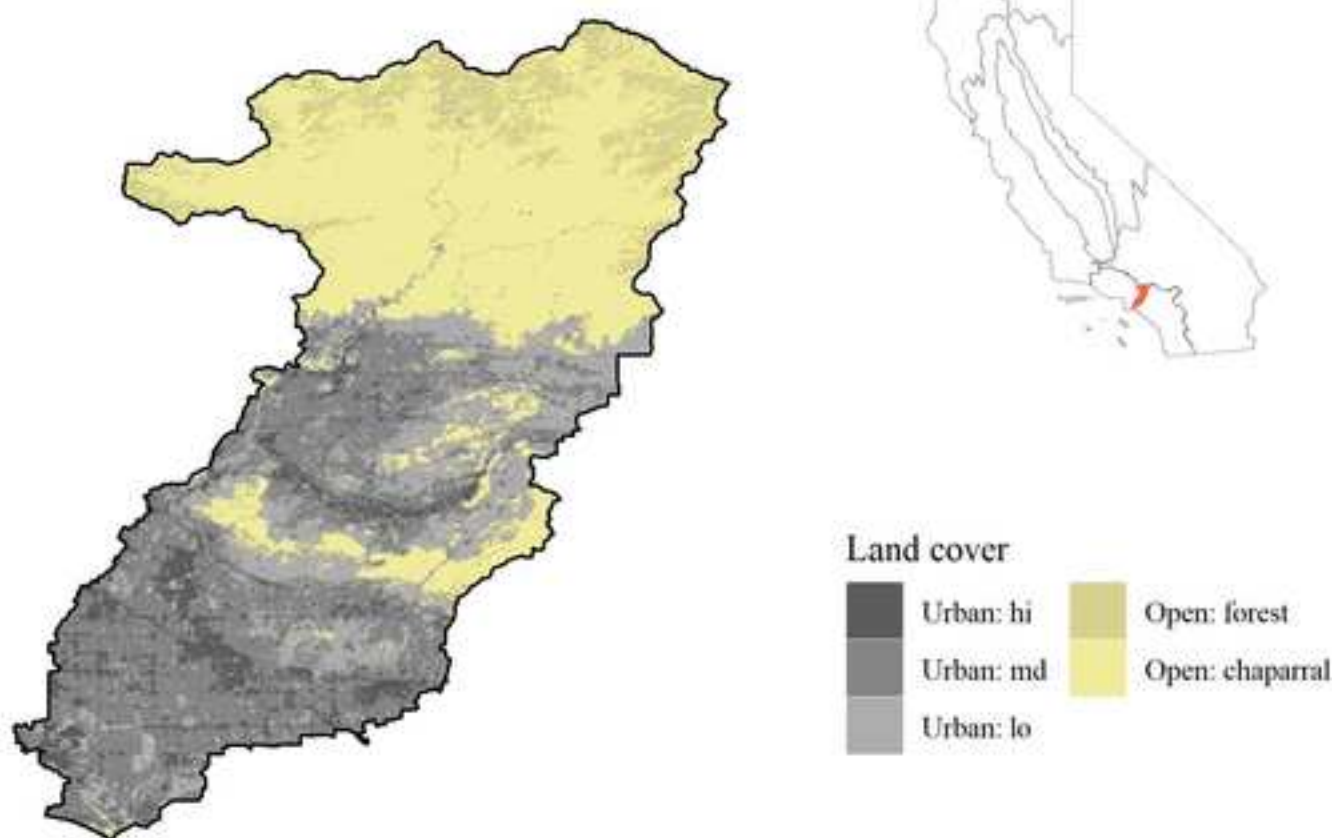 Land cover
Urban: hi
Open: forest
Urban: md
Open: chaparral
Urban: lo